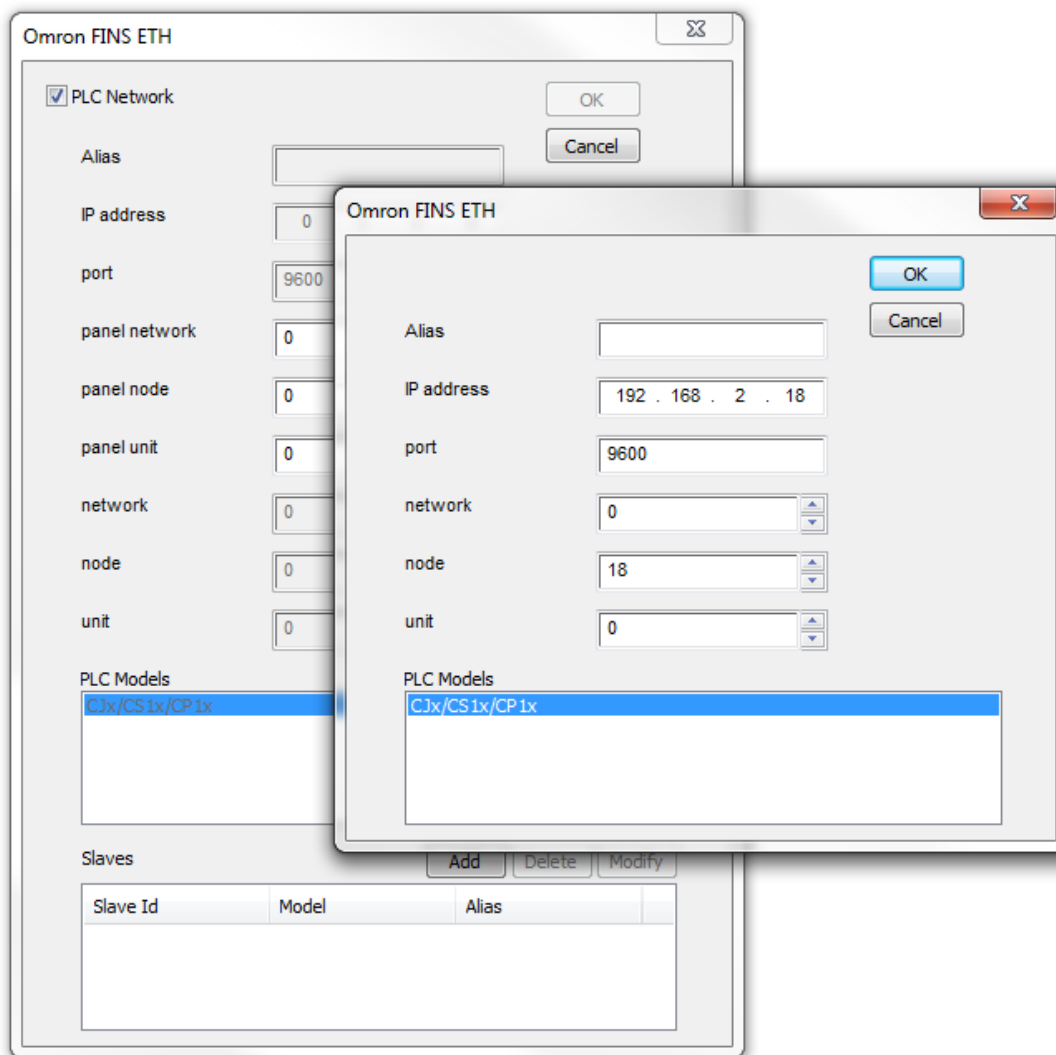 Omron FINS ETH
PLC Network
OK
Cancel
Alias
IP address
0
port
9600
panel network
0
panel node
0
panel unit
0
network
0
node
0
unit
0
PLC Models
CJx/CS1x/CP1x
Slaves
Add
Delete
Modify
Slave Id Model Alias
Omron FINS ETH
OK
Cancel
Alias
IP address
192 . 168 . 2 . 18
port
9600
network
0
node
18
unit
0
PLC Models
CJx/CS1x/CP1x